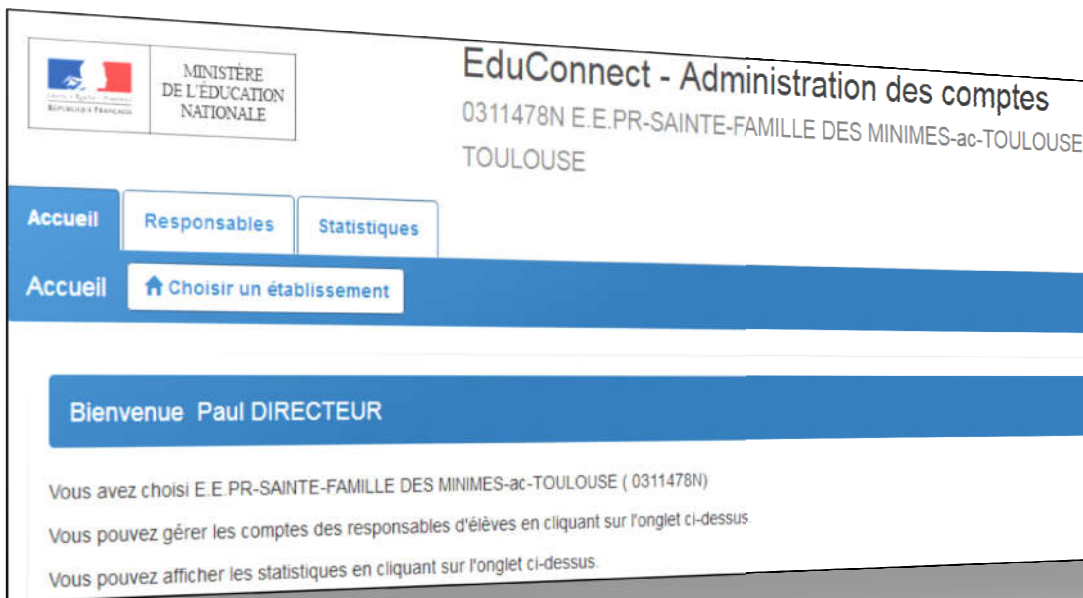 MINISTÈRE
DE L'ÉDUCATION
NATIONALE
RÉPUBLIQUE FRANÇAISE
EduConnect - Administration des comptes
0311478N E.E.PR-SAINTE-FAMILLE DES MINIMES-ac-TOULOUSE
TOULOUSE
Accueil
Responsables
Statistiques
Accueil
Choisir un établissement
Bienvenue Paul DIRECTEUR
Vous avez choisi E.E.PR-SAINTE-FAMILLE DES MINIMES-ac-TOULOUSE ( 0311478N)
Vous pouvez gérer les comptes des responsables d'élèves en cliquant sur l'onglet ci-dessus
Vous pouvez afficher les statistiques en cliquant sur l'onglet ci-dessus.